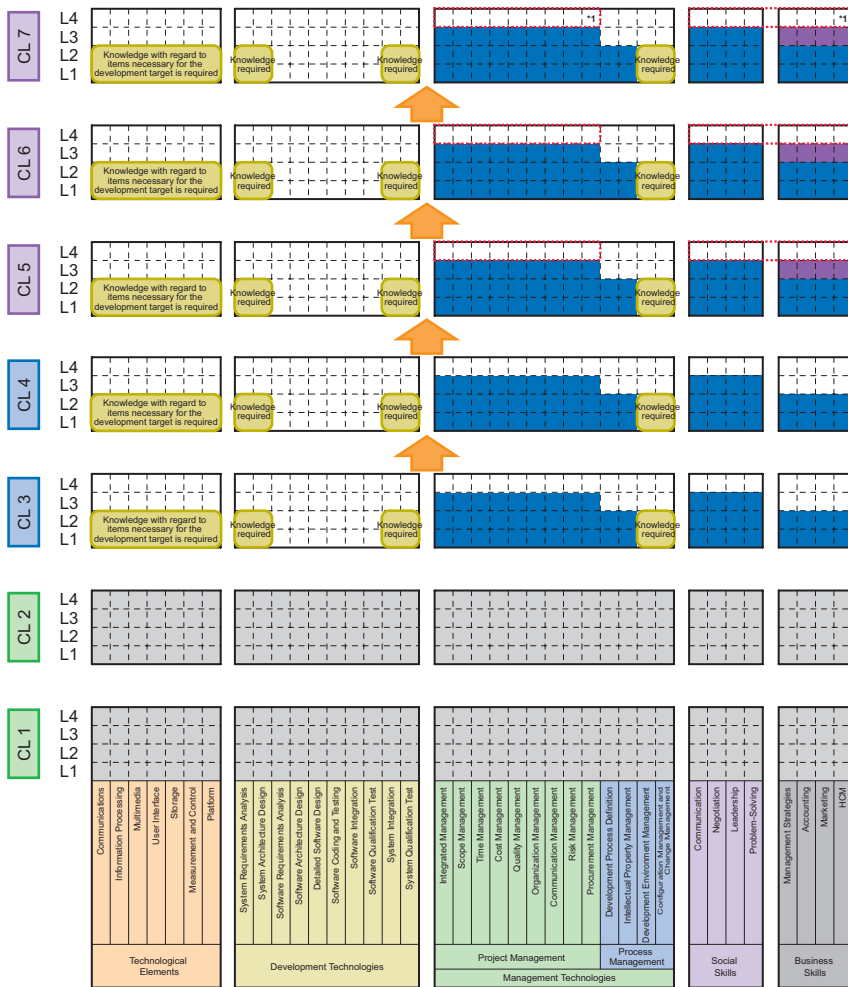 CL 7
L4
L3
L2
L1
Knowledge with regard to
items necessary for the
development target is required
Knowledge
required
Knowledge
required
*1
Knowledge
required
*1
CL 6
L4
L3
L2
L1
Knowledge with regard to
items necessary for the
development target is required
Knowledge
required
Knowledge
required
Knowledge
required
CL 5
L4
L3
L2
L1
Knowledge with regard to
items necessary for the
development target is required
Knowledge
required
Knowledge
required
Knowledge
required
CL 4
L4
L3
L2
L1
Knowledge with regard to
items necessary for the
development target is required
Knowledge
required
Knowledge
required
Knowledge
required
CL 3
L4
L3
L2
L1
Knowledge with regard to
items necessary for the
development target is required
Knowledge
required
Knowledge
required
Knowledge
required
CL 2
L4
L3
L2
L1
CL 1
L4
L3
L2
L1
Communications
Information Processing
Multimedia
User Interface
Storage
Measurement and Control
Platform
System Requirements Analysis
System Architecture Design
Software Requirements Analysis
Software Architecture Design
Detailed Software Design
Software Coding and Testing
Software Integration
Software Qualification Test
System Integration
System Qualification Test
Integrated Management
Scope Management
Time Management
Cost Management
Quality Management
Organization Management
Communication Management
Risk Management
Procurement Management
Development Process Definition
Intellectual Property Management
Development Environment Management
Configuration Management and
Change Management
Communication
Negotiation
Leadership
Problem-Solving
Management Strategies
Accounting
Marketing
HCM
Technological
Elements
Development Technologies
Project Management
Process
Management
Management Technologies
Social
Skills
Business
Skills